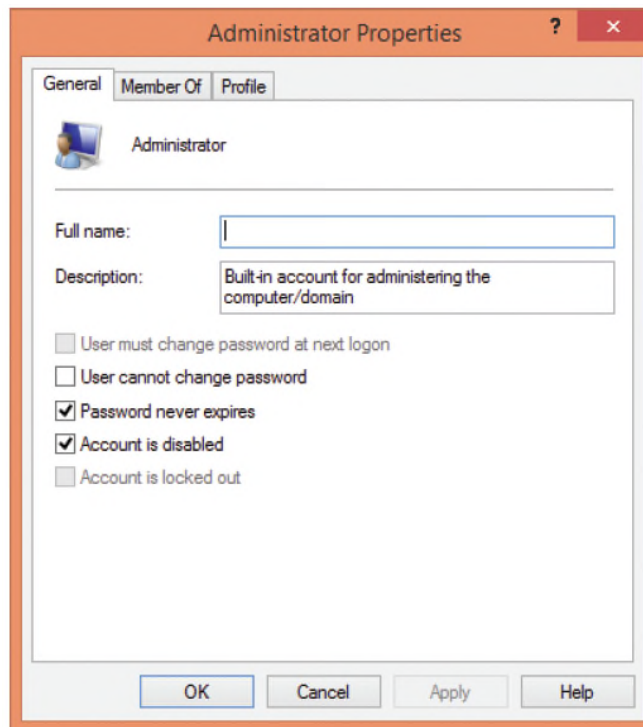 Administrator Properties
?
General
Member Of
Profile
Administrator
Full name:
Description:
Built-in account for administering the
computer/domain
User must change password at next logon
User cannot change password
Password never expires
Account is disabled
Account is locked out
OK
Cancel
Apply
Help